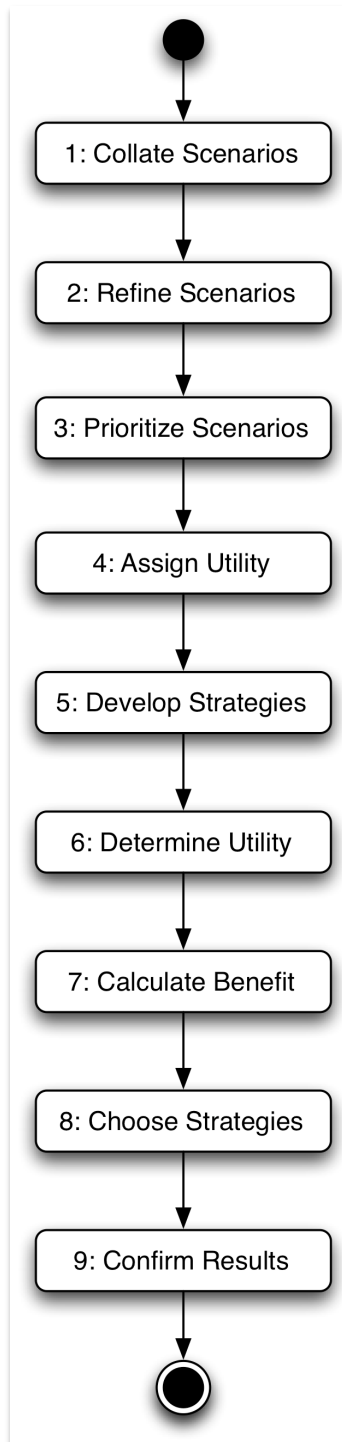 1: Collate Scenarios
2: Refine Scenarios
3: Prioritize Scenarios
4: Assign Utility
5: Develop Strategies
6: Determine Utility
7: Calculate Benefit
8: Choose Strategies
9: Confirm Results